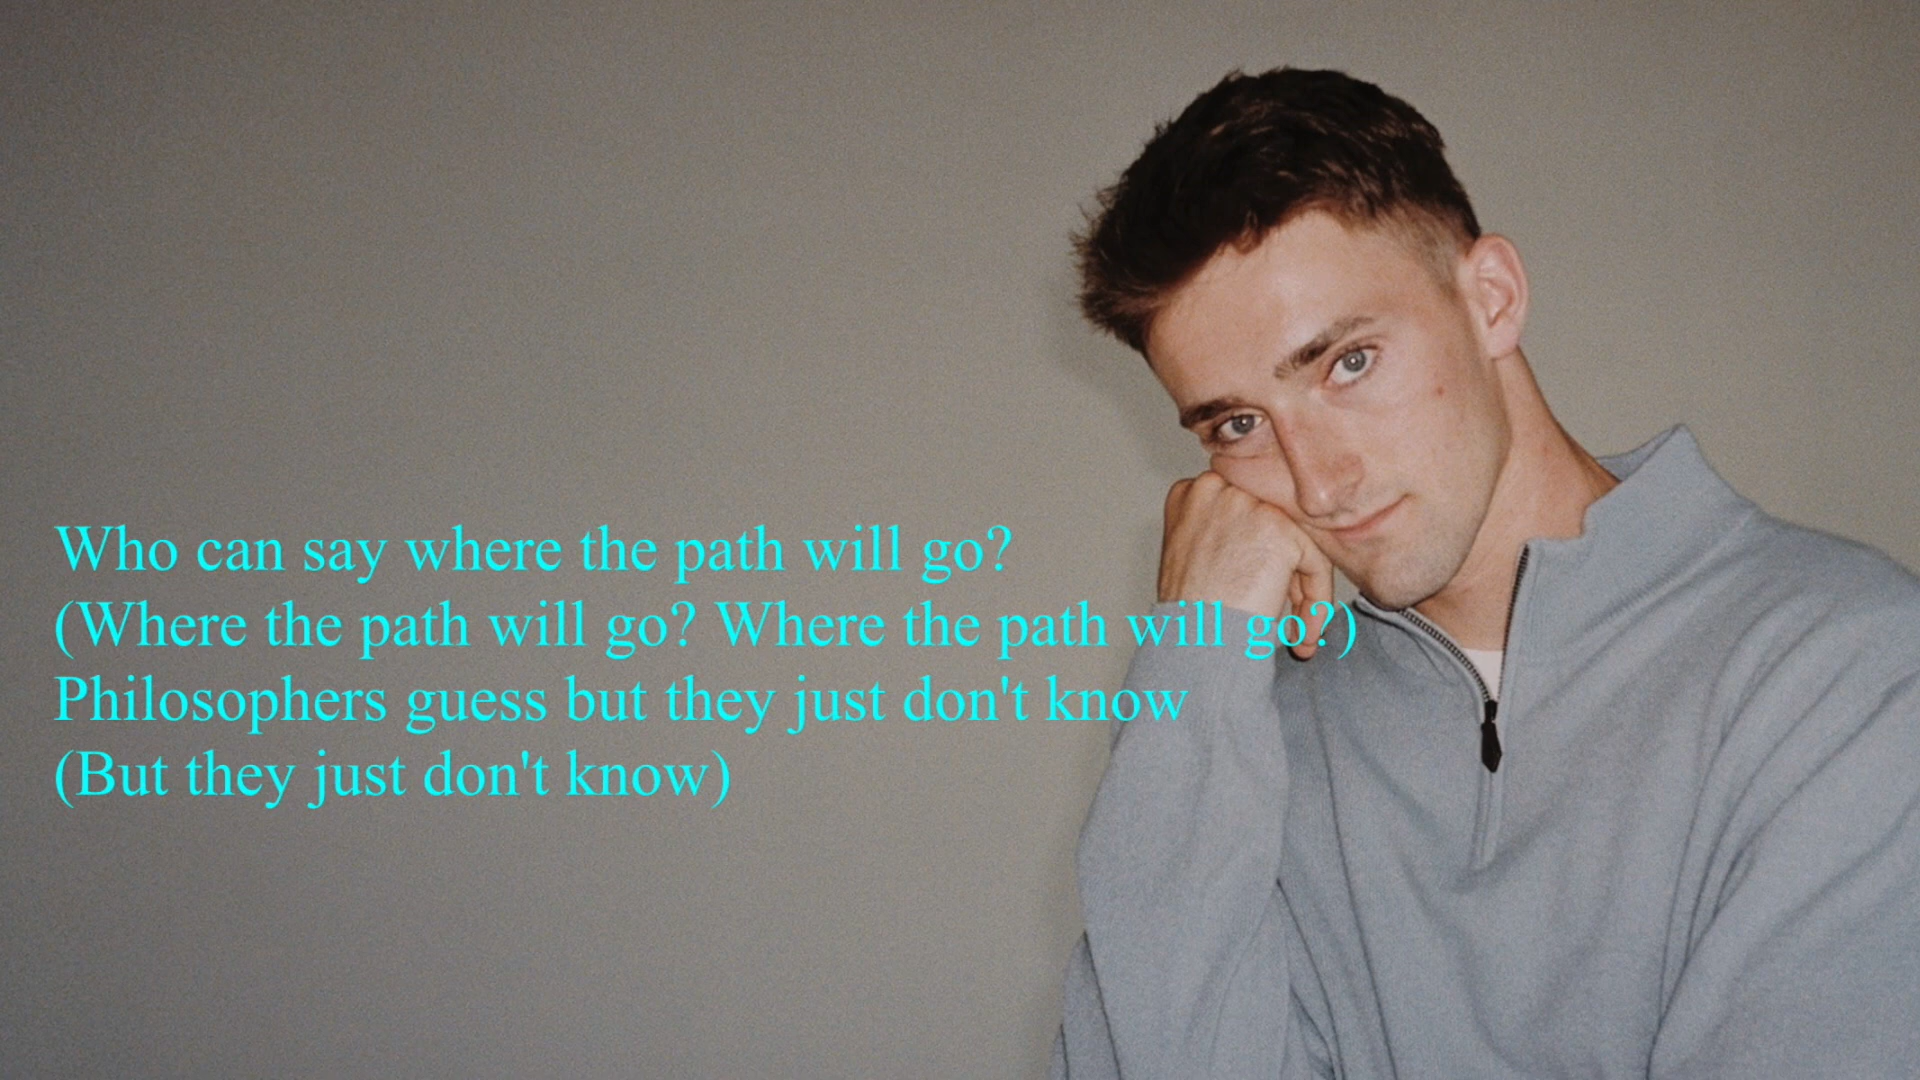 Who can say where the path will go?
(Where the path will go? Where the path will go?)
Philosophers guess but they just don't know
(But they just don't know)